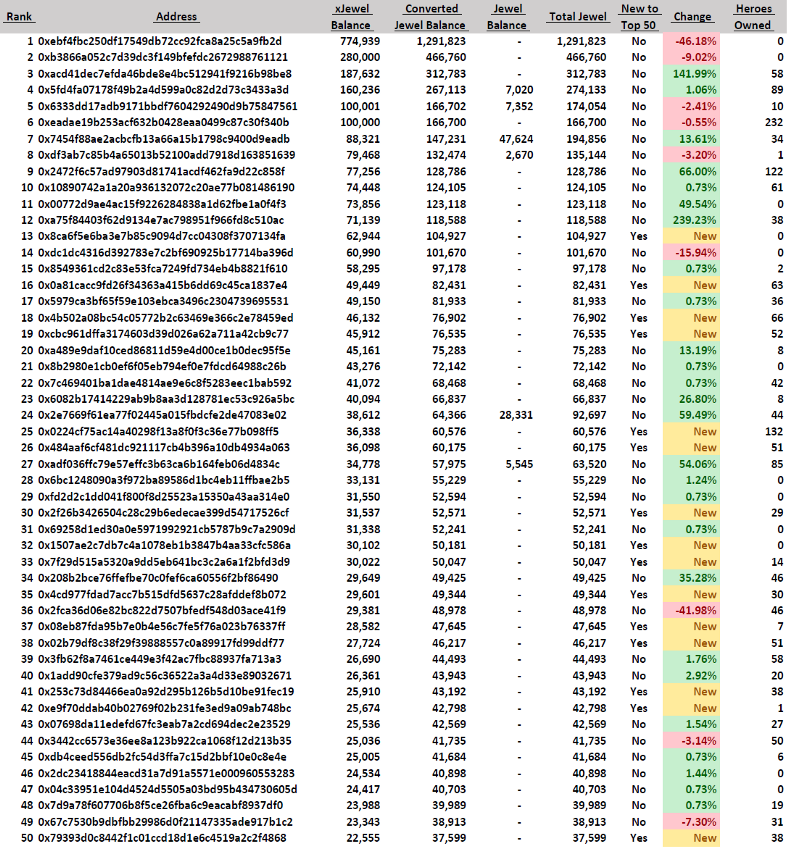 Rank Address xJewel Balance Converted Jewel Balance Jewel Balance Total Jewel New to Top 50 Change Heroes Owned
1 0xebf4fbc250df17549db72cc92fca8a25c5a9fb2d 774,939 1,291,823 - 1,291,823 No -46.18% 0
2 0xb3866a052c7d39dc3f149bfefdc2672988761121 280,000 466,760 - 466,760 No -9.02% 0
3 0xacd41dec7efda46bde8e4bc512941f9216b98be8 187,632 312,783 - 312,783 No 141.99% 58
4 0x5fd4fa07178f49b2a4d599a0c82d2d73c3433a3d 160,236 267,113 7,020 274,133 No 1.06% 89
5 0x6333dd17adb9171bbdf7604292490d9b75847561 100,001 166,702 7,352 174,054 No -2.41% 10
6 0xeadae19b253acf632b0428eaa0499c87c30f340b 100,000 166,700 - 166,700 No -0.55% 232
7 0x7454f88ae2acbcfb13a66a15b1798c9400d9eadb 88,321 147,231 47,624 194,856 No 13.61% 34
8 0xdf3ab7c85b4a65013b52100add7918d163851639 79,468 132,474 2,670 135,144 No -3.20% 1
9 0x2472f6c57ad97903d81741acdf462fa9d22c858f 77,256 128,786 - 128,786 No 66.00% 122
10 0x10890742a1a20a936132072c20ae77b081486190 74,448 124,105 - 124,105 No 0.73% 61
11 0x00772d9ae4ac15f9226284838a1d62fbe1a0f4f3 73,856 123,118 - 123,118 No 49.54% 0
12 0xa75f84403f62d9134e7ac798951f966fd8c510ac 71,139 118,588 - 118,588 No 239.23% 38
13 0x8ca6f5e6ba3e7b85c9094d7cc04308f3707134fa 62,944 104,927 - 104,927 Yes New 0
14 0xdc1dc4316d392783e7c2bf690925b17714ba396d 60,990 101,670 - 101,670 No -15.94% 0
15 0x8549361cd2c83e53fca7249fd734eb4b8821f610 58,295 97,178 - 97,178 No 0.73% 2
16 0x0a81cacc9fd26f34363a415b6dd69c45ca1837e4 49,449 82,431 - 82,431 Yes New 63
17 0x5979ca3bf65f59e103ebca3496c2304739695531 49,150 81,933 - 81,933 No 0.73% 36
18 0x4b502a08bc54c05772b2c63469e366c2e78459ed 46,132 76,902 - 76,902 Yes New 66
19 0xcbc961dffa3174603d39d026a62a711a42cb9c77 45,912 76,535 - 76,535 Yes New 52
20 0xa489e9daf10ced86811d59e4d00ce1b0dec95f5e 45,161 75,283 - 75,283 No 13.19% 8
21 0x8b2980e1cb0ef6f05eb794ef0e7fdcd64988c26b 43,276 72,142 - 72,142 No 0.73% 0
22 0x7c469401ba1dae4814ae9e6c8f5283eec1bab592 41,072 68,468 - 68,468 No 0.73% 42
23 0x6082b17414229ab9b8aa3d128781ec53c926a5bc 40,094 66,837 - 66,837 No 26.80% 8
24 0x2e7669f61ea77f02445a015fbdcfe2de47083e02 38,612 64,366 28,331 92,697 No 59.49% 44
25 0x0224cf75ac14a40298f13a8f0f3c36e77b098ff5 36,338 60,576 - 60,576 Yes New 132
26 0x484aaf6cf481dc921117cb4b396a10db4934a063 36,098 60,175 - 60,175 Yes New 51
27 0xadf036ffc79e57effc3b63ca6b164feb06d4834c 34,778 57,975 5,545 63,520 No 54.06% 85
28 0x6bc1248090a3f972ba89586d1bc4eb11ffbae2b5 33,131 55,229 - 55,229 No 1.24% 0
29 0xfd2d2c1dd041f800f8d25523a15350a43aa314e0 31,550 52,594 - 52,594 No 0.73% 0
30 0x2f26b3426504c28c29b6edecae399d54717526cf 31,537 52,571 - 52,571 Yes New 29
31 0x69258d1ed30a0e5971992921cb5787b9c7a2909d 31,338 52,241 - 52,241 No 0.73% 0
32 0x1507ae2c7db7c4a1078eb1b3847b4aa33cfc586a 30,102 50,181 - 50,181 Yes New 0
33 0x7f29d515a5320a9dd5eb641bc3c2a6a1f2bfd3d9 30,022 50,047 - 50,047 Yes New 14
34 0x208b2bce76ffefbe70c0fef6ca60556f2bf86490 29,649 49,425 - 49,425 No 35.28% 46
35 0x4cd977fdad7acc7b515dfd5637c28afddef8b072 29,601 49,344 - 49,344 Yes New 30
36 0x2fca36d06e82bc822d7507bfedf548d03ace41f9 29,381 48,978 - 48,978 No -41.98% 46
37 0x08eb87fda95b7e0b4e56c7fe5f76a023b76337ff 28,582 47,645 - 47,645 Yes New 7
38 0x02b79df8c38f29f39888557c0a89917fd99ddf77 27,724 46,217 - 46,217 Yes New 51
39 0x3fb62f8a7461ce449e3f42ac7fbc88937fa713a3 26,690 44,493 - 44,493 No 1.76% 58
40 0x1add90cfe379ad9c56c36522a3a4d33e89032671 26,361 43,943 - 43,943 No 2.92% 20
41 0x253c73d84466ea0a92d295b126b5d10be91fec19 25,910 43,192 - 43,192 Yes New 38
42 0xe9f70ddab40b02769f02b231fe3ed9a09ab748bc 25,674 42,798 - 42,798 Yes New 1
43 0x07698da11edefd67fc3eab7a2cd694dec2e23529 25,536 42,569 - 42,569 No 1.54% 27
44 0x3442cc6573e36ee8a123b922ca1068f12d213b35 25,036 41,735 - 41,735 No -3.14% 50
45 0xdb4ceed556db2fc54d3ffa7c15d2bbf10e0c8e4e 25,005 41,684 - 41,684 No 0.73% 6
46 0x2dc23418844eacd31a7d91a5571e000960553283 24,534 40,898 - 40,898 No 1.44% 0
47 0x04c33951e104d4524d5505a03bd95b434730605d 24,417 40,703 - 40,703 No 0.73% 0
48 0x7d9a78f607706b8f5ce26fba6c9eacabf8937df0 23,988 39,989 - 39,989 No 0.73% 19
49 0x67c7530b9dbfbb29986d0f21147335ade917b1c2 23,343 38,913 - 38,913 No -7.30% 31
50 0x79393d0c8442f1c01ccd18d1e6c4519a2c2f4868 22,555 37,599 - 37,599 Yes New 38